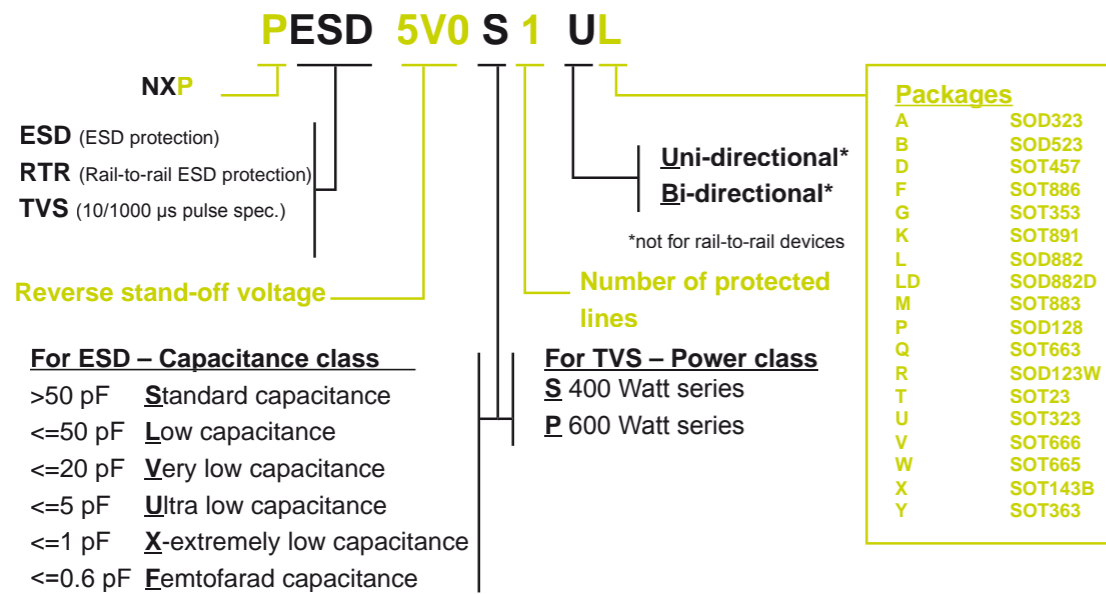 PESD 5V0 S 1 UL
NXP
ESD (ESD protection)
RTR (Rail-to-rail ESD protection)
TVS (10/1000 µs pulse spec.)
Uni-directional*
Bi-directional*
*not for rail-to-rail devices
Reverse stand-off voltage
Number of protected
lines
For ESD – Capacitance class
>50 pF Standard capacitance
<=50 pF Low capacitance
<=20 pF Very low capacitance
<=5 pF Ultra low capacitance
<=1 pF X-extremely low capacitance
<=0.6 pF Femtofarad capacitance
For TVS – Power class
S 400 Watt series
P 600 Watt series
Packages
A SOD323
B SOD523
D SOT457
F SOT886
G SOT353
K SOT891
L SOD882
LD SOD882D
M SOT883
P SOD128
Q SOT663
R SOD123W
T SOT23
U SOT323
V SOT666
W SOT665
X SOT143B
Y SOT363